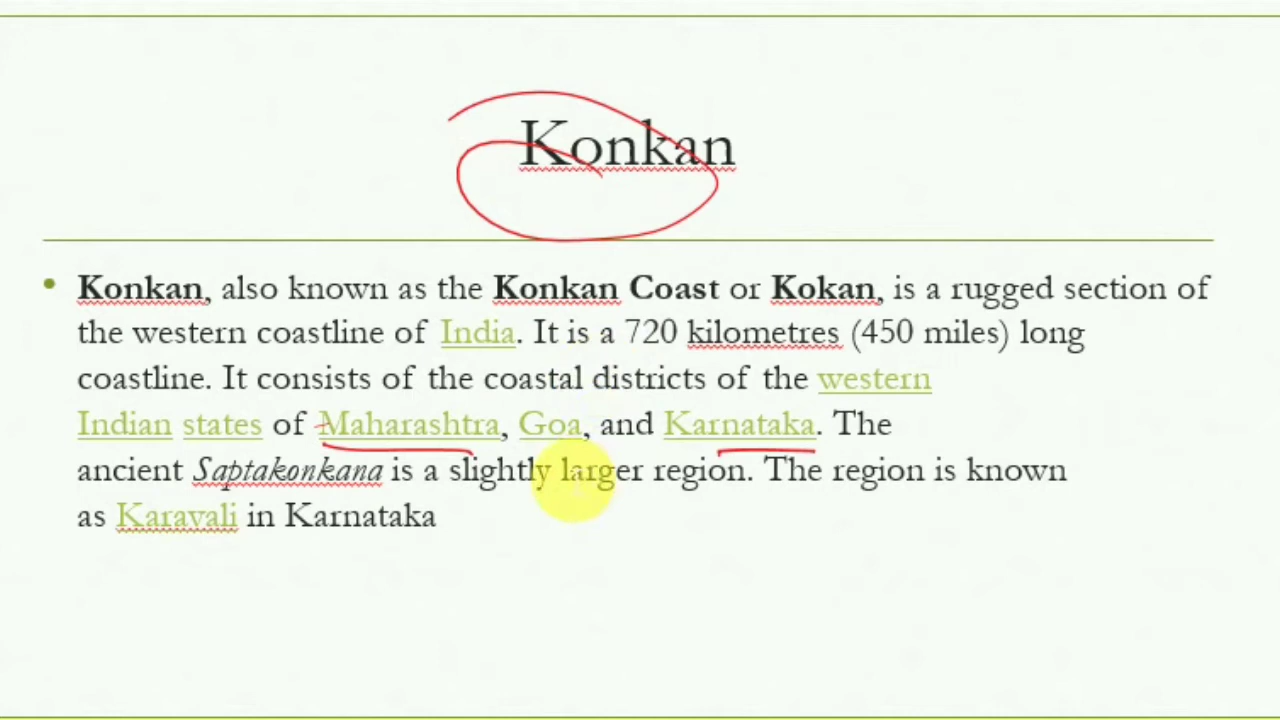 Konkan
• Konkan, also known as the Konkan Coast or Kokan, is a rugged section of
the western coastline of India. It is a 720 kilometres (450 miles) long
coastline. It consists of the coastal districts of the western
Indian states of Maharashtra, Goa, and Karnataka. The
ancient Saptakonkana is a slightly larger region. The region is known
as Karavali in Karnataka